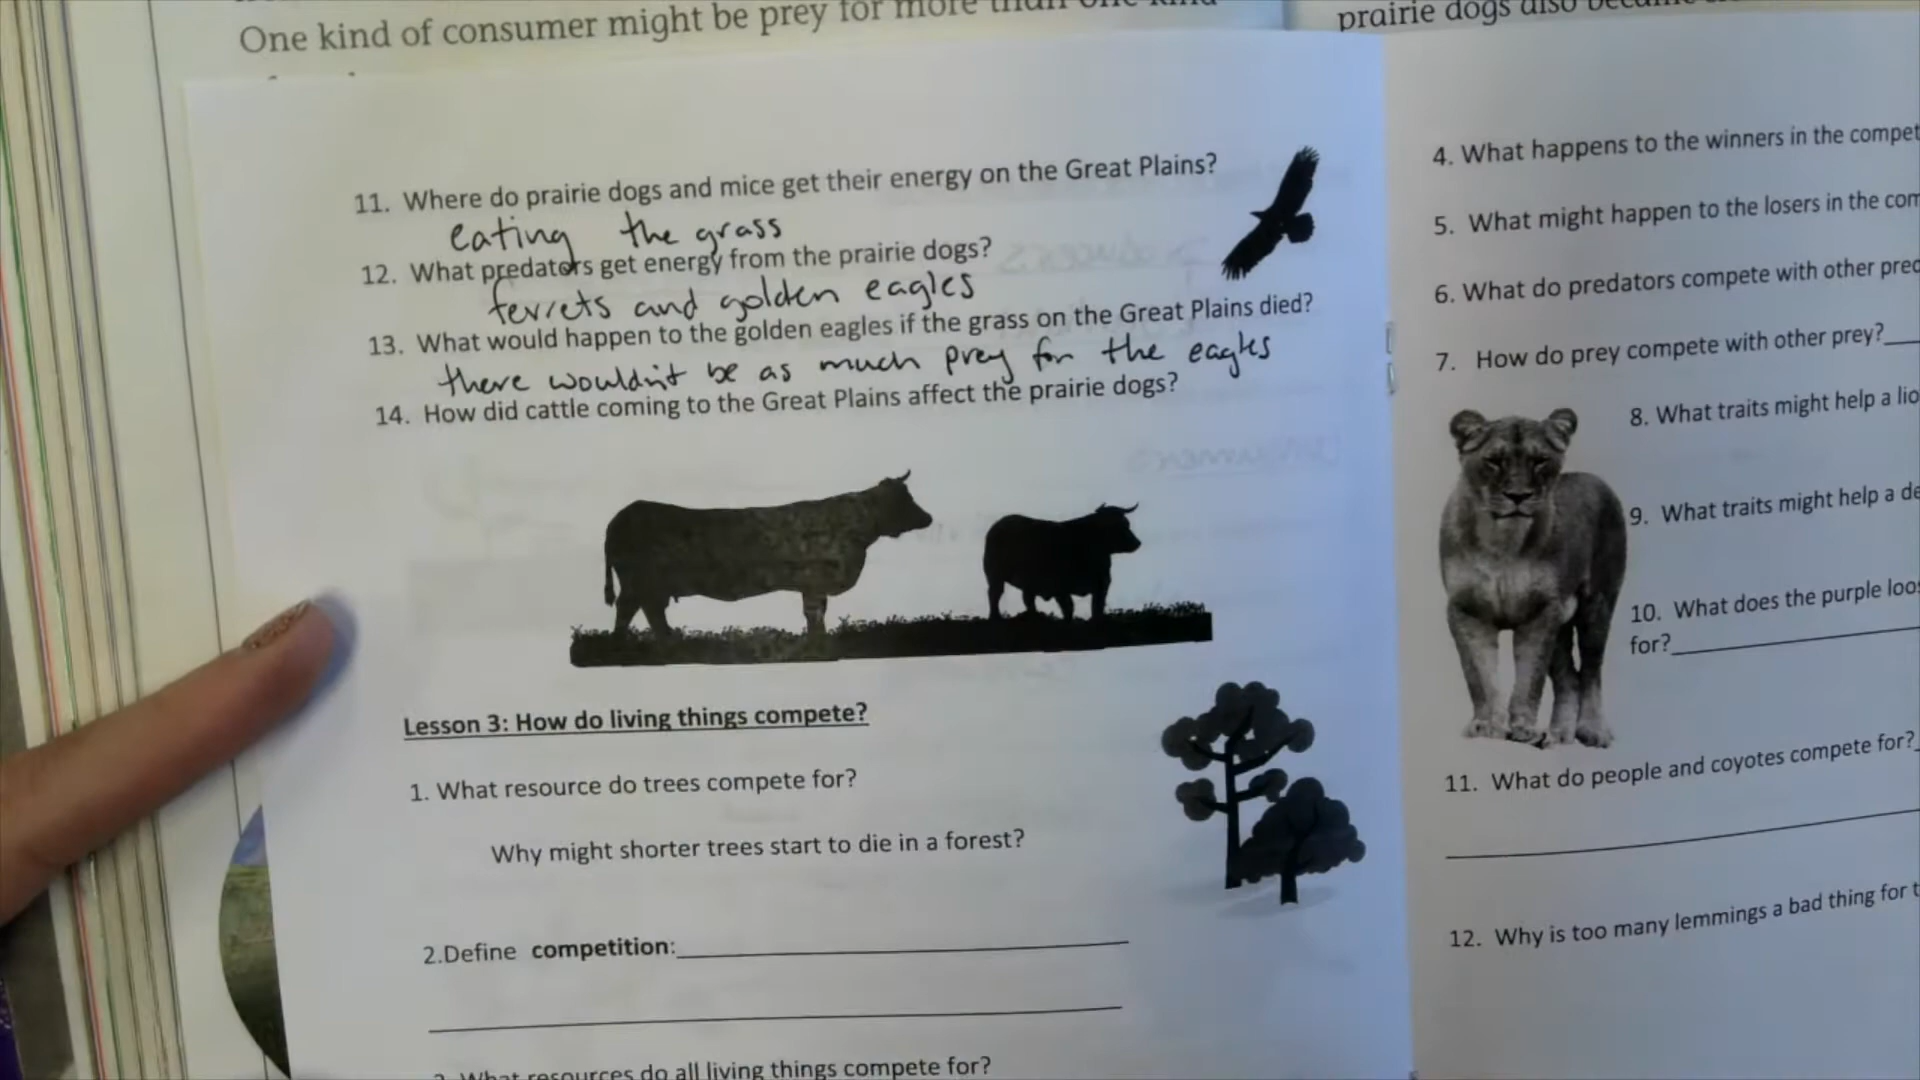 One kind of consumer might be prey for more than one kind
prairie dogs also
11. Where do prairie dogs and mice get their energy on the Great Plains?
eating the grass
12. What predators get energy from the prairie dogs?
ferrets and golden eagles
13. What would happen to the golden eagles if the grass on the Great Plains died?
there wouldn't be as much prey for the eagles
14. How did cattle coming to the Great Plains affect the prairie dogs?
Lesson 3: How do living things compete?
1. What resource do trees compete for?
Why might shorter trees start to die in a forest?
2.Define competition:
What resources do all living things compete for?
4. What happens to the winners in the compet
5. What might happen to the losers in the com
6. What do predators compete with other pred
7. How do prey compete with other prey?
8. What traits might help a lio
9. What traits might help a de
10. What does the purple loos
for?
11. What do people and coyotes compete for?
12. Why is too many lemmings a bad thing for t